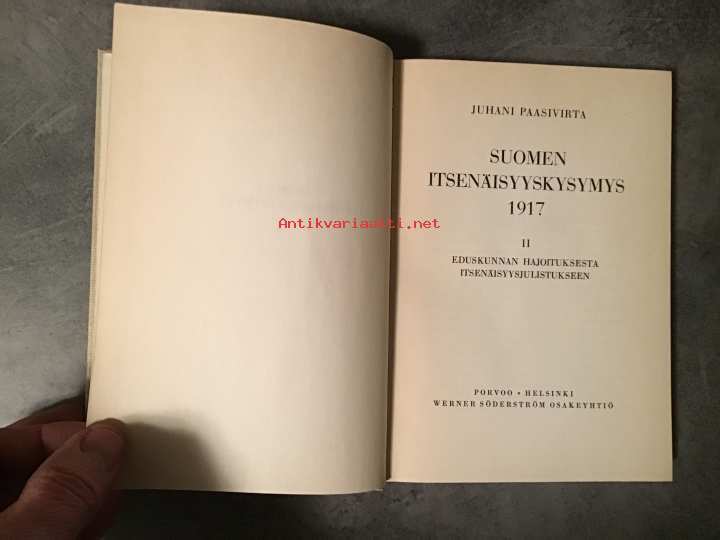 JUHANI PAASIVIRTA
SUOMEN
ITSENÄISYYSKYSYMYS
1917
II
EDUSKUNNAN HAJOITUKSESTA
ITSENÄISYYSJULISTUKSEEN
PORVOO • HELSINKI
WERNER SÖDERSTRÖM OSAKEYHTIÖ
Antikvariaatti.net